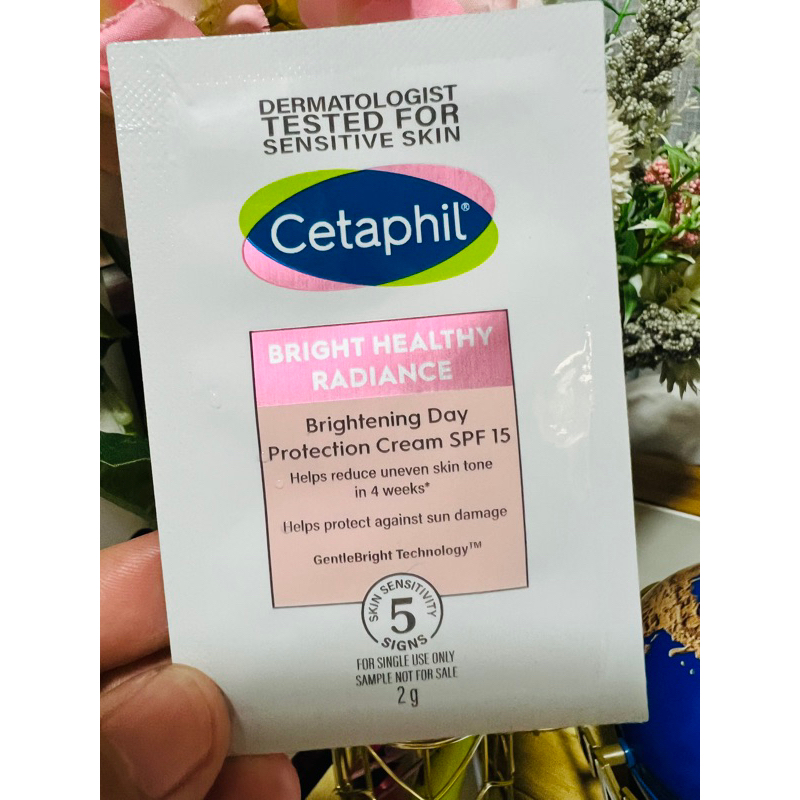 DERMATOLOGIST
TESTED FOR
SENSITIVE SKIN
Cetaphil®
BRIGHT HEALTHY
RADIANCE
Brightening Day
Protection Cream SPF 15
Helps reduce uneven skin tone
in 4 weeks*
Helps protect against sun damage
GentleBright Technology™
SKIN SENSITIVITY
5
SIGNS
FOR SINGLE USE ONLY
SAMPLE NOT FOR SALE
2 g